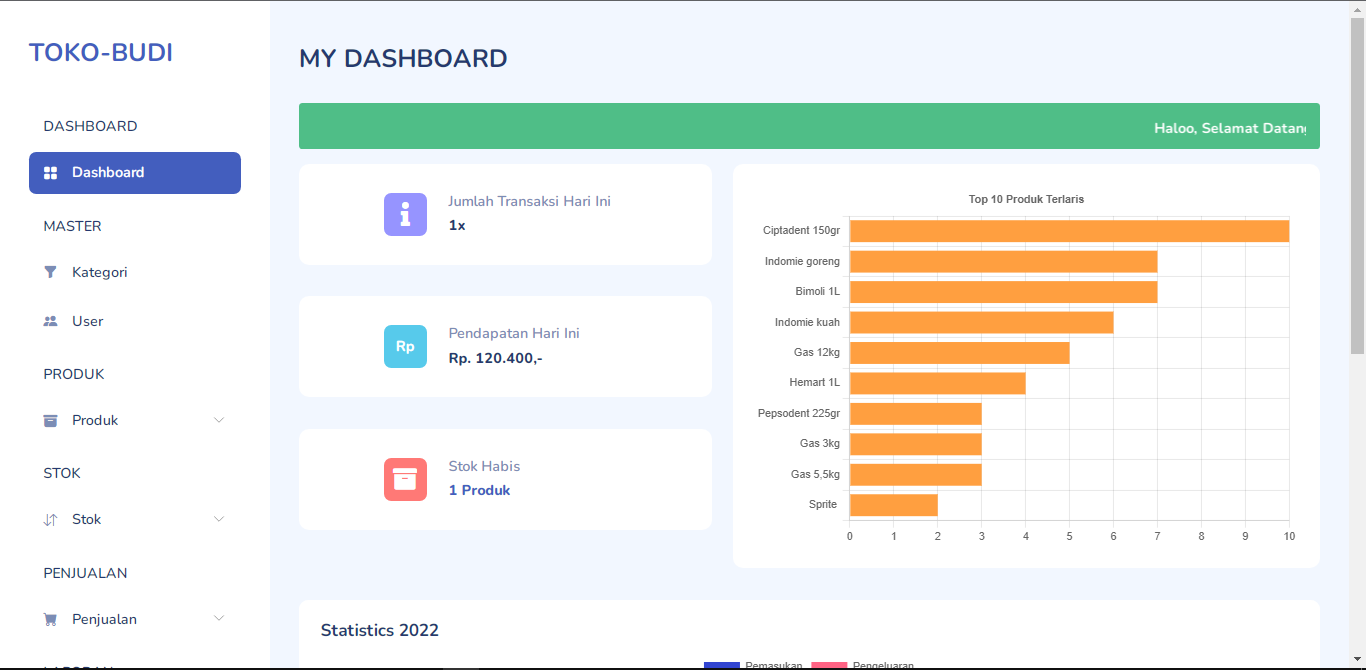 TOKO-BUDI
DASHBOARD
Dashboard
MASTER
Kategori
User
PRODUK
Produk
STOK
Stok
PENJUALAN
Penjualan
MY DASHBOARD
Haloo, Selamat
Jumlah Transaksi Hari Ini
1x
Rp
Pendapatan Hari Ini
Rp. 120.400,-
Stok Habis
1 Produk
Top 10 Produk Terlaris
Ciptadent 150gr
Indomie goreng
Bimoli 1L
Indomie kuah
Gas 12kg
Hemart 1L
Pepsodent 225gr
Gas 3kg
Gas 5,5kg
Sprite
0 1 2 3 4 5 6 7 8 9 10
Statistics 2022
Pemasukan Pengeluaran